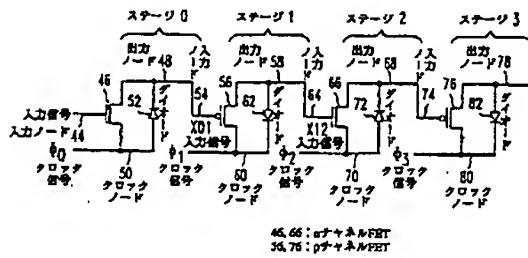 ステージ0 ステージ1 ステージ2 ステージ3
出力ノード 48 入力ノード 出力ノード 58 入力ノード 出力ノード 68 入力ノード 出力ノード 78
46 52 54 56 62 64 66 72 74 76 82
ダイオード ダイオード ダイオード ダイオード
入力信号 X01 入力信号 X12 入力信号
入力ノード 44
Φ0 クロック信号 Φ1 クロック信号 Φ2 クロック信号 Φ3 クロック信号
50 クロックノード 60 クロックノード 70 クロックノード 80 クロックノード
46,66:nチャネルFET
56,76:pチャネルFET